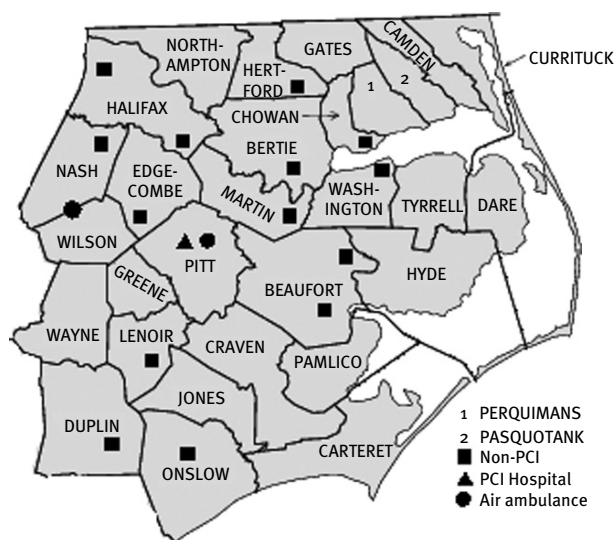 NORTH-
AMPTON
GATES
CAMDEN
CURRITUCK
HERT-
FORD
1
2
HALIFAX
CHOWAN
BERTIE
NASH
EDGE-
COMBE
MARTIN
WASH-
INGTON
TYRRELL
DARE
WILSON
PITT
GREENE
BEAUFORT
HYDE
WAYNE
LENOIR
CRAVEN
PAMLICO
JONES
DUPLIN
ONSLOW
CARTERET
1 PERQUIMANS
2 PASQUOTANK
Non-PCI
PCI Hospital
Air ambulance